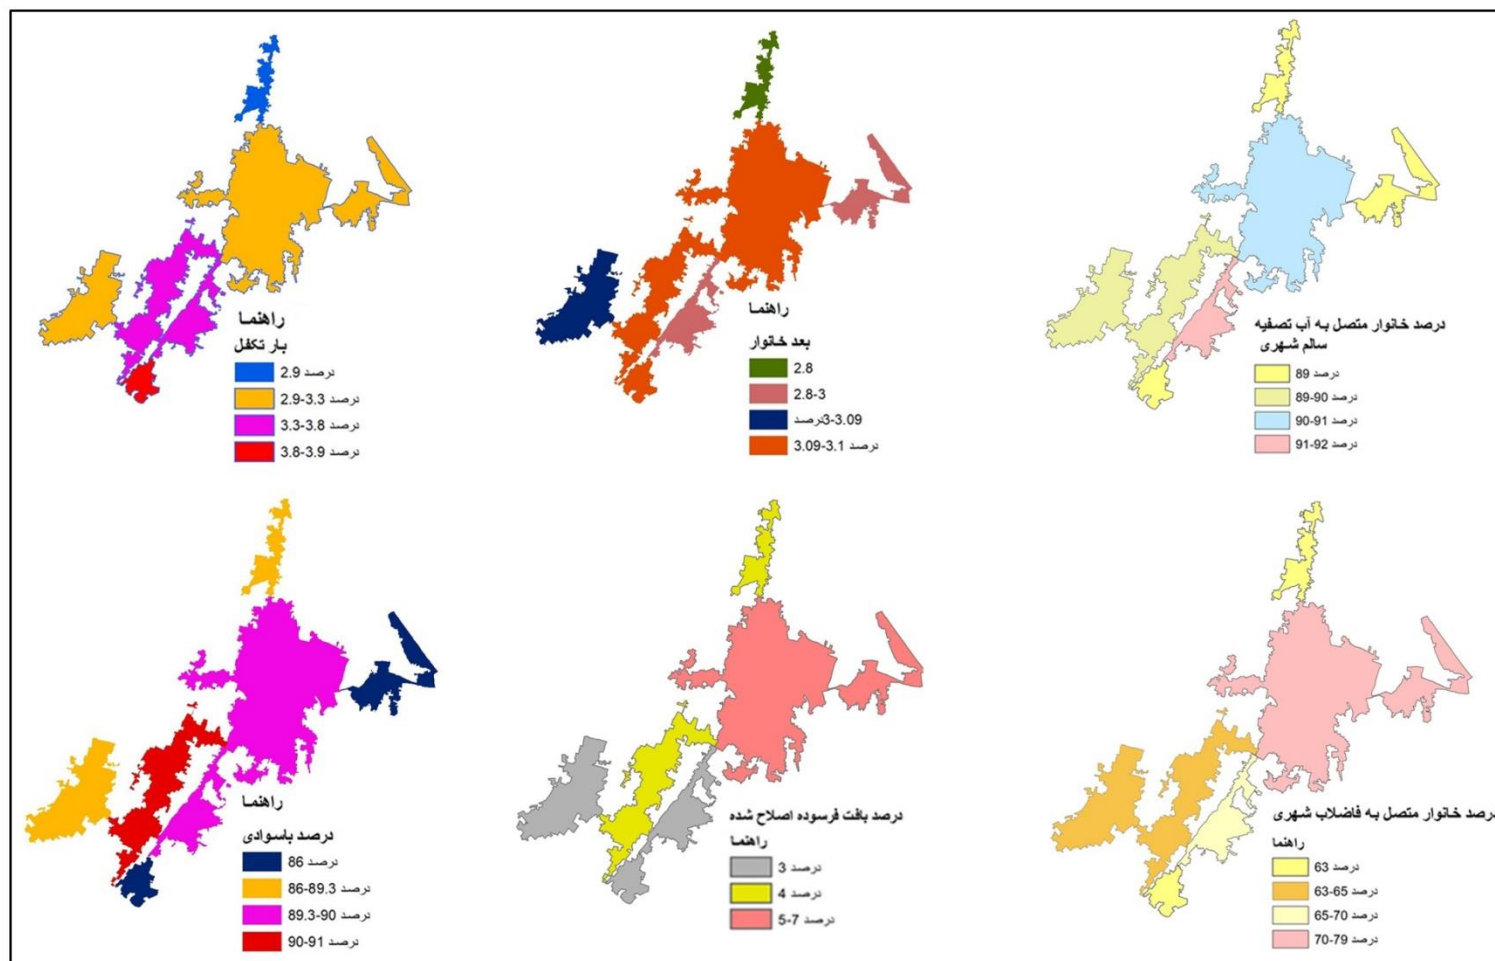 راهنما
بار تکفل
درصد 2.9
درصد 2.9-3.3
درصد 3.3-3.8
درصد 3.8-3.9
راهنما
بعد خانوار
2.8
2.8-3
3-3.09درصد
درصد 3.09-3.1
درصد خانوار متصل به آب تصفیه
سالم شهری
درصد 89
درصد 89-90
درصد 90-91
درصد 91-92
راهنما
درصد باسوادی
درصد 86
درصد 86-89.3
درصد 89.3-90
درصد 90-91
درصد بافت فرسوده اصلاح شده
راهنما
درصد 3
درصد 4
درصد 5-7
درصد خانوار متصل به فاضلاب شهری
راهنما
درصد 63
درصد 63-65
درصد 65-70
درصد 70-79